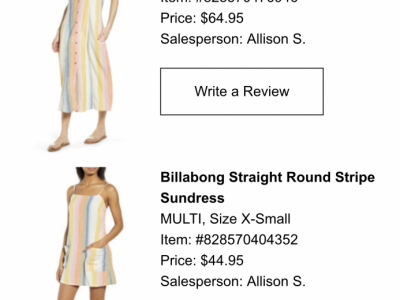 Price: $64.95
Salesperson: Allison S.
Write a Review
Billabong Straight Round Stripe
Sundress
MULTI, Size X-Small
Item: #828570404352
Price: $44.95
Salesperson: Allison S.